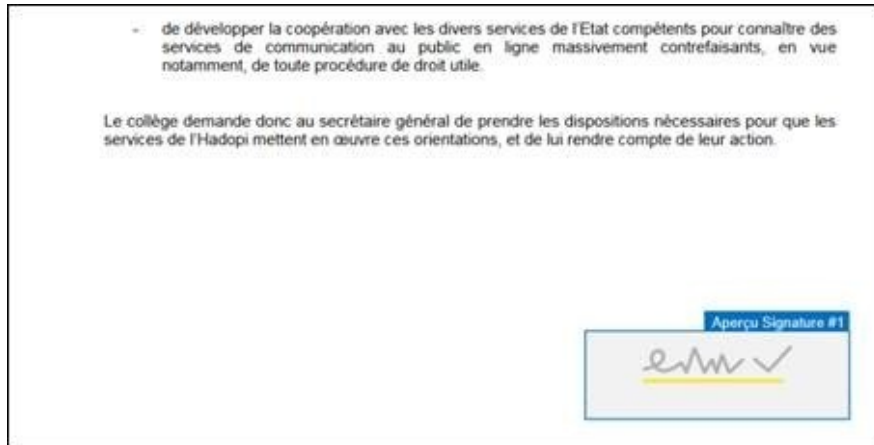 - de développer la coopération avec les divers services de l'Etat compétents pour connaître des
services de communication au public en ligne massivement contrefaisants, en vue
notamment, de toute procédure de droit utile.
Le collège demande donc au secrétaire général de prendre les dispositions nécessaires pour que les
services de l'Hadopi mettent en œuvre ces orientations, et de lui rendre compte de leur action.
Aperçu Signature #1